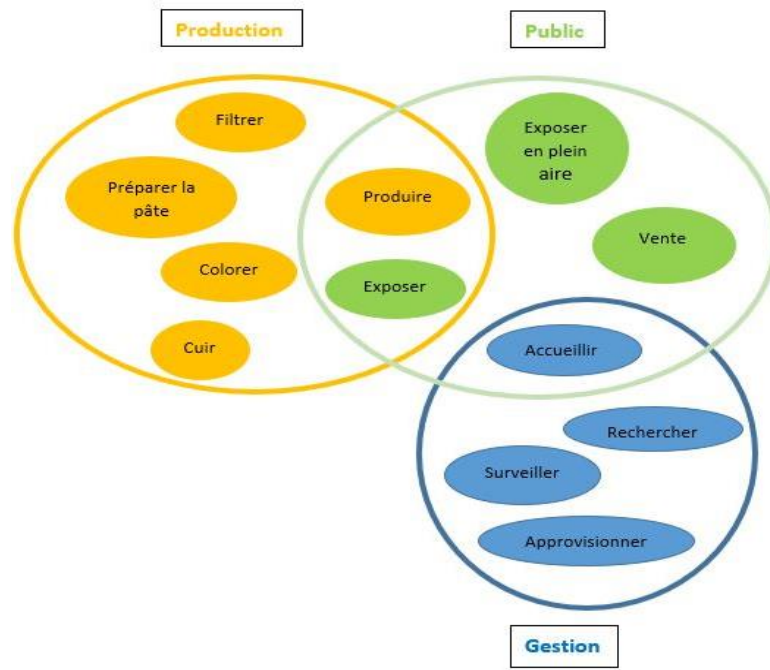 Production
Public
Filtrer
Préparer la
pâte
Colorer
Cuir
Produire
Exposer
Exposer
en plein
aire
Vente
Accueillir
Rechercher
Surveiller
Approvisionner
Gestion